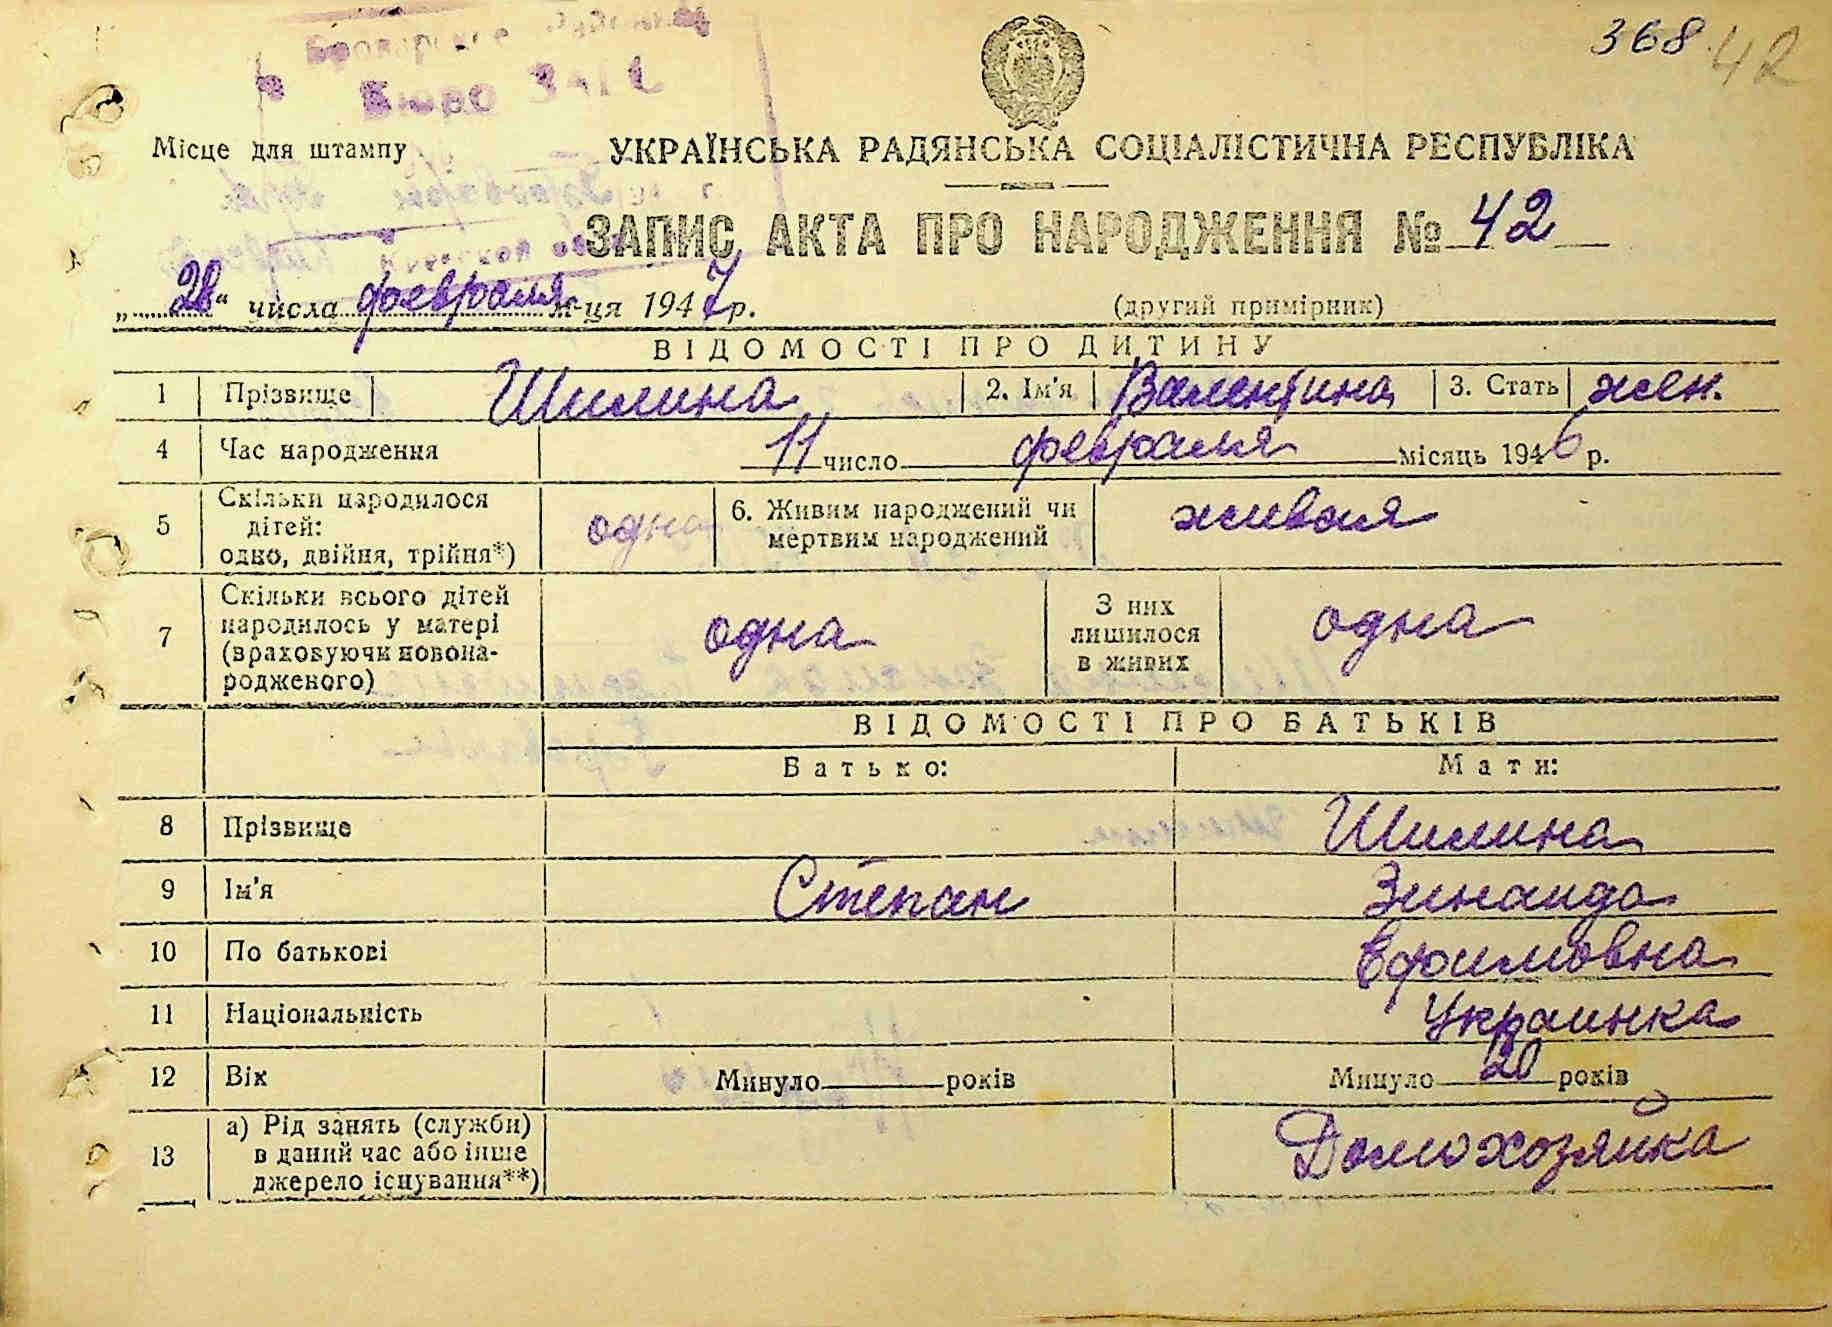 368 42
Бюро ЗАГС
Місце для штампу
УКРАЇНСЬКА РАДЯНСЬКА СОЦІАЛІСТИЧНА РЕСПУБЛІКА
ЗАПИС АКТА ПРО НАРОДЖЕННЯ № 42
„28“ числа февраля м-ця 1947 р. (другий примірник)
ВІДОМОСТІ ПРО ДИТИНУ
1 Прізвище Шилина 2. Ім'я Валентина 3. Стать жен.
4 Час народження 11 число февраля місяць 1946 р.
5 Скільки народилося дітей: одно, двійня, трійня*) одна 6. Живим народжений чи мертвим народжений живая
7 Скільки всього дітей народилось у матері (враховуючи новонародженого) одна З них лишилося в живих одна
ВІДОМОСТІ ПРО БАТЬКІВ
Батько: Мати:
8 Прізвище Шилина
9 Ім'я Степан Зинаида
10 По батькові Ефимовна
11 Національність Украинка
12 Вік Минуло років Минуло 20 років
13 а) Рід занять (служби) в даний час або інше джерело існування**) Домохозяйка